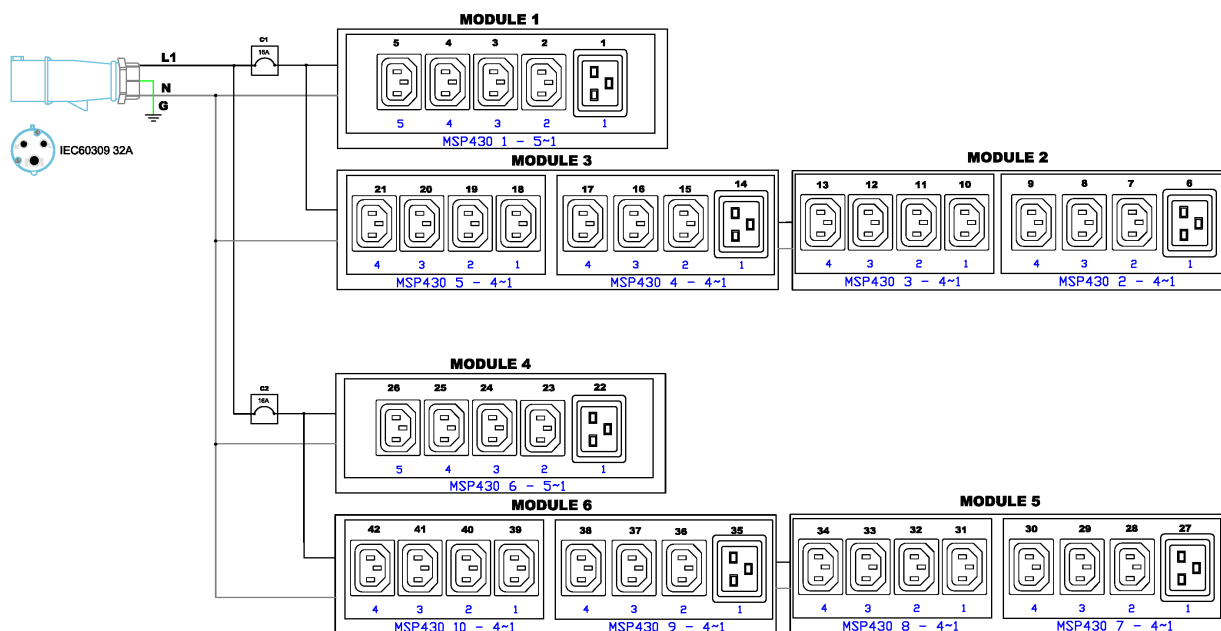 MODULE 1
C1
16A
L1
N
G
IEC60309 32A
5 4 3 2 1
5 4 3 2 1
MSP430 1 - 5~1
MODULE 3
21 20 19 18 17 16 15 14
4 3 2 1 4 3 2 1
MSP430 5 - 4~1 MSP430 4 - 4~1
MODULE 2
13 12 11 10 9 8 7 6
4 3 2 1 4 3 2 1
MSP430 3 - 4~1 MSP430 2 - 4~1
MODULE 4
C2
16A
26 25 24 23 22
5 4 3 2 1
MSP430 6 - 5~1
MODULE 6
42 41 40 39 38 37 36 35
4 3 2 1 4 3 2 1
MSP430 10 - 4~1 MSP430 9 - 4~1
MODULE 5
34 33 32 31 30 29 28 27
4 3 2 1 4 3 2 1
MSP430 8 - 4~1 MSP430 7 - 4~1